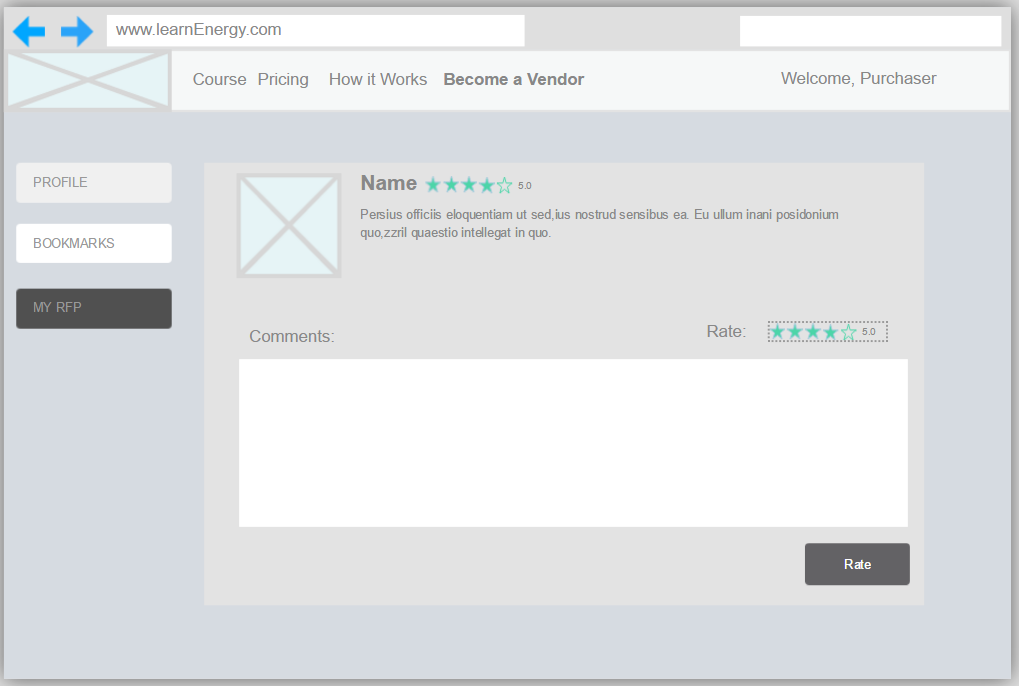 www.learnEnergy.com
Course Pricing How it Works Become a Vendor Welcome, Purchaser
PROFILE
BOOKMARKS
MY RFP
Name 5.0
Persius officiis eloquentiam ut sed,ius nostrud sensibus ea. Eu ullum inani posidonium
quo,zzril quaestio intellegat in quo.
Comments: Rate: 5.0
Rate